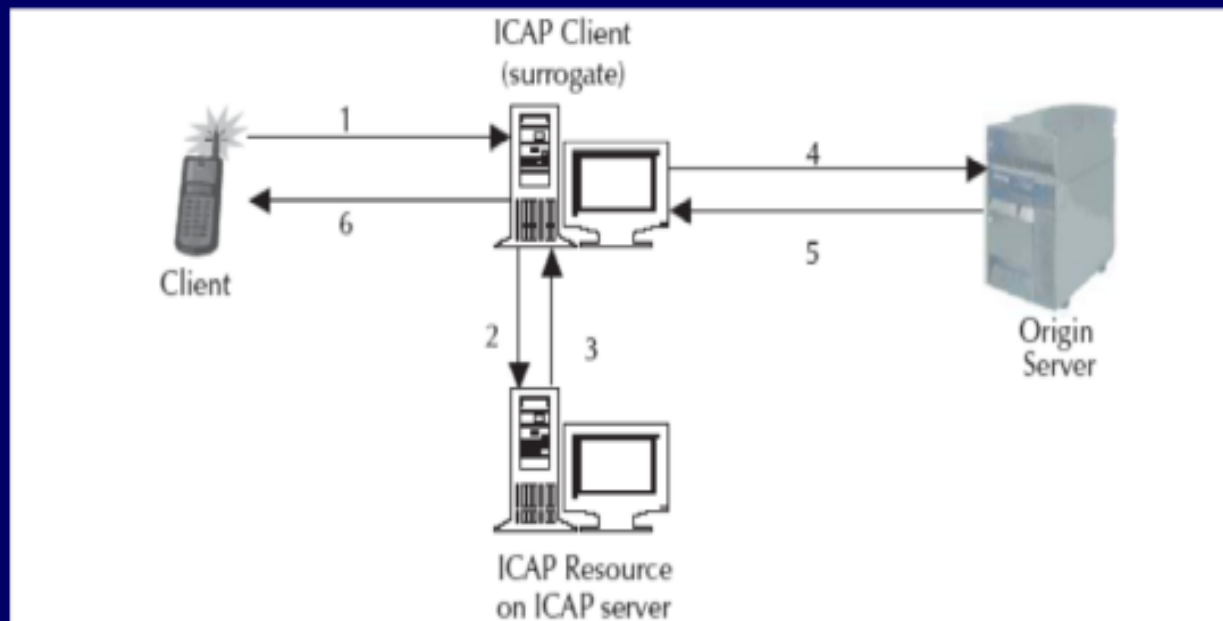 ICAP Client
(surrogate)
1
4
6
5
Client
2
3
Origin
Server
ICAP Resource
on ICAP server